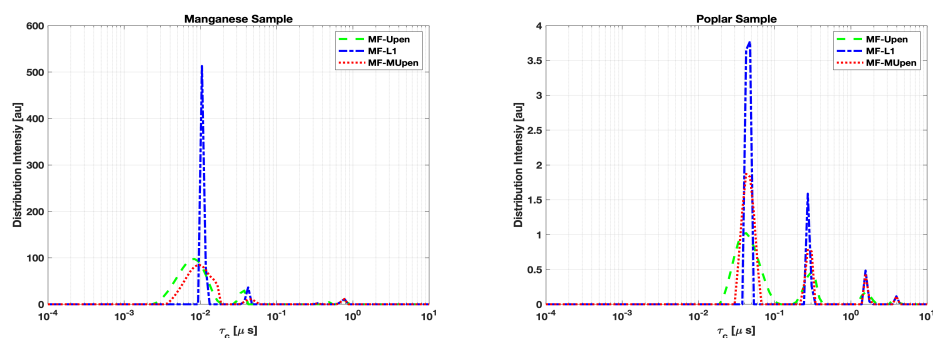 Manganese Sample
600
500
400
300
200
100
0
Distribution Intensiy [au]
MF-Upen
MF-L1
MF-MUpen
10⁻⁴
10⁻³
10⁻²
10⁻¹
10⁰
10¹
τc [μ s]
Poplar Sample
4
3.5
3
2.5
2
1.5
1
0.5
0
Distribution Intensiy [au]
MF-Upen
MF-L1
MF-MUpen
10⁻⁴
10⁻³
10⁻²
10⁻¹
10⁰
10¹
τc [μ s]